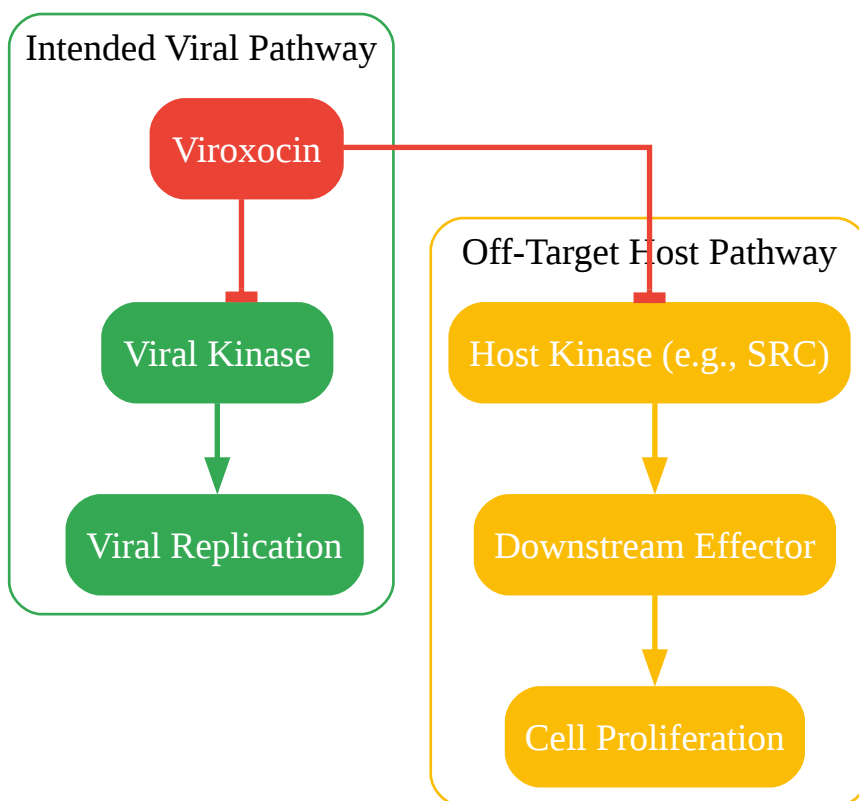 Intended Viral Pathway
Viroxocin
Viral Kinase
Viral Replication
Off-Target Host Pathway
Host Kinase (e.g., SRC)
Downstream Effector
Cell Proliferation